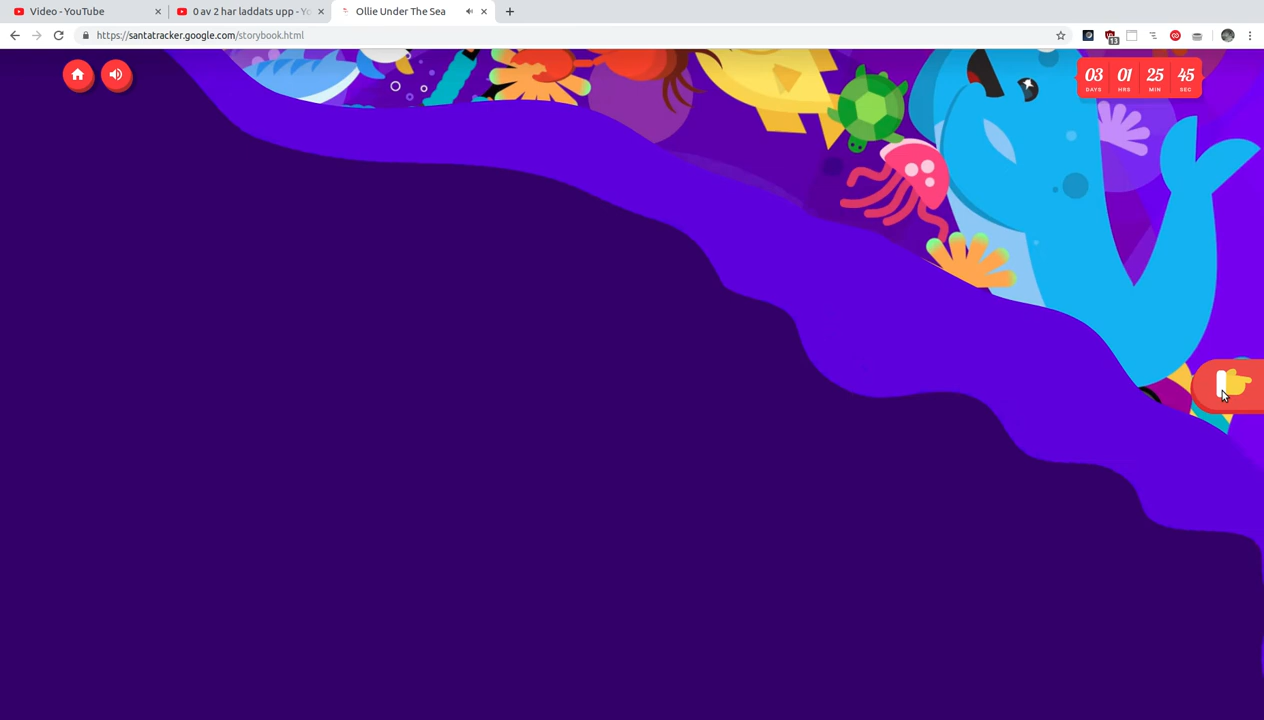 Video - YouTube
0 av 2 har laddats upp - Yo
Ollie Under The Sea
https://santatracker.google.com/storybook.html
13
03 01 25 45
DAYS HRS MIN SEC